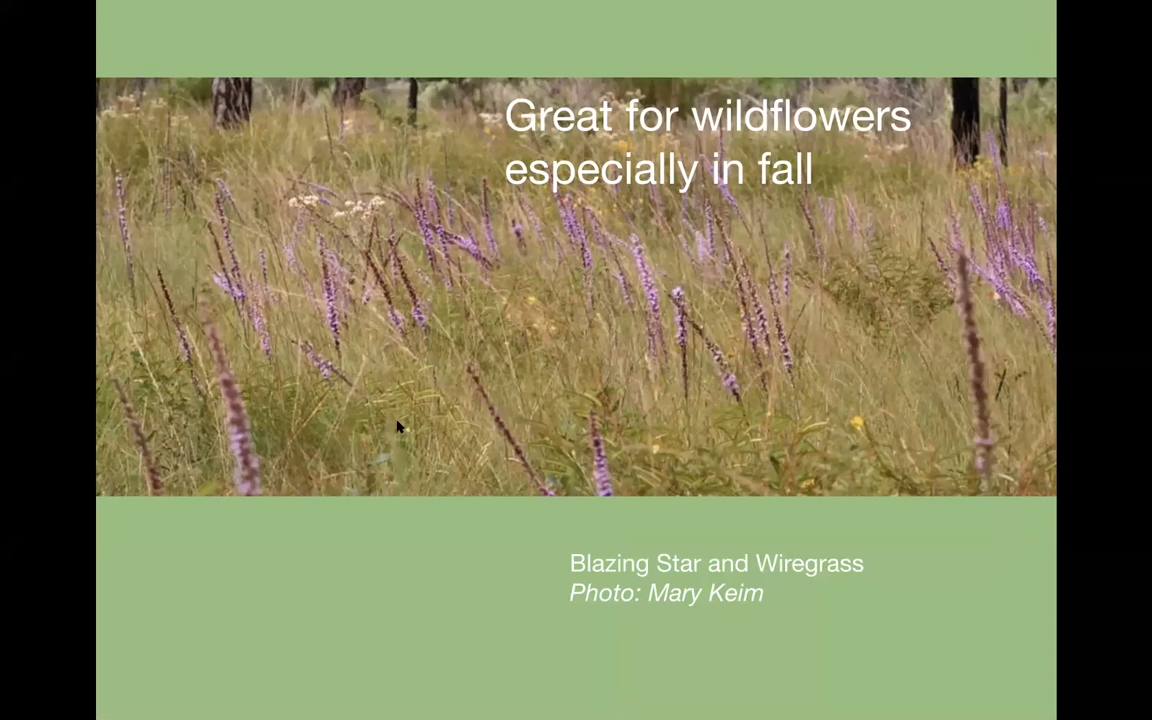 Great for wildflowers
especially in fall
Blazing Star and Wiregrass
Photo: Mary Keim